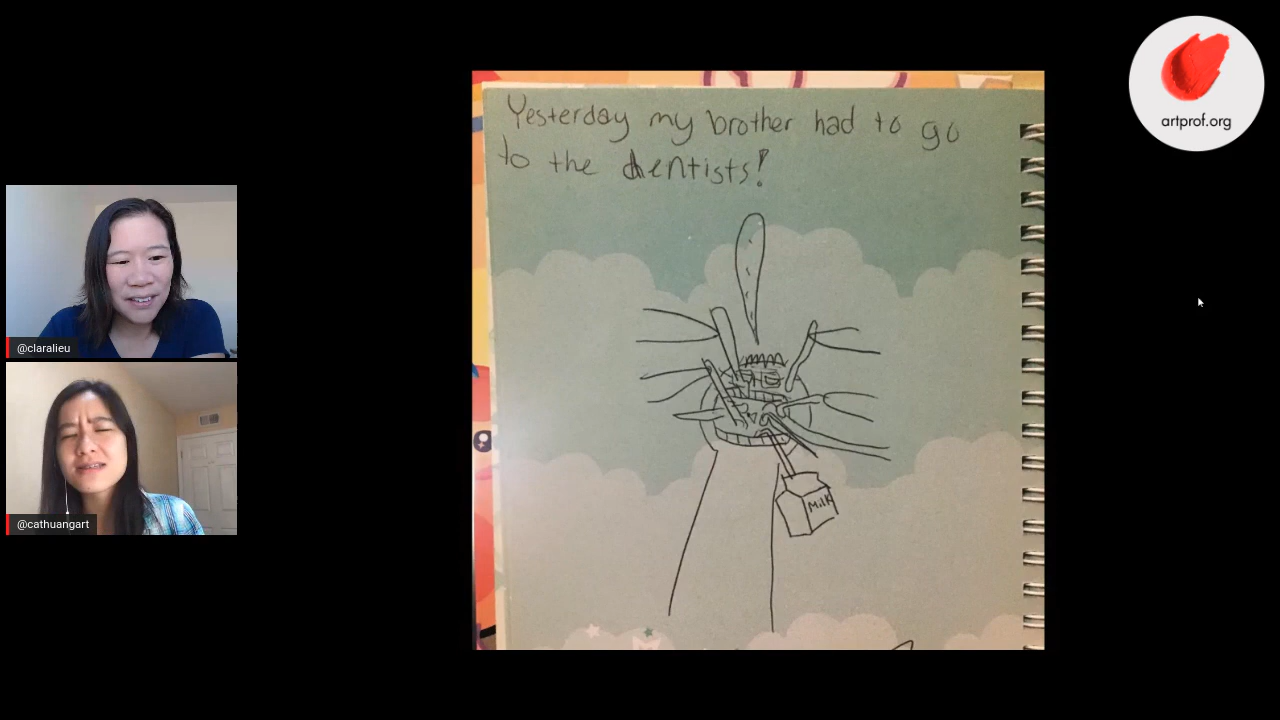 Yesterday my brother had to go
to the dentists!
Milk
@claralieu
@cathuangart
artprof.org